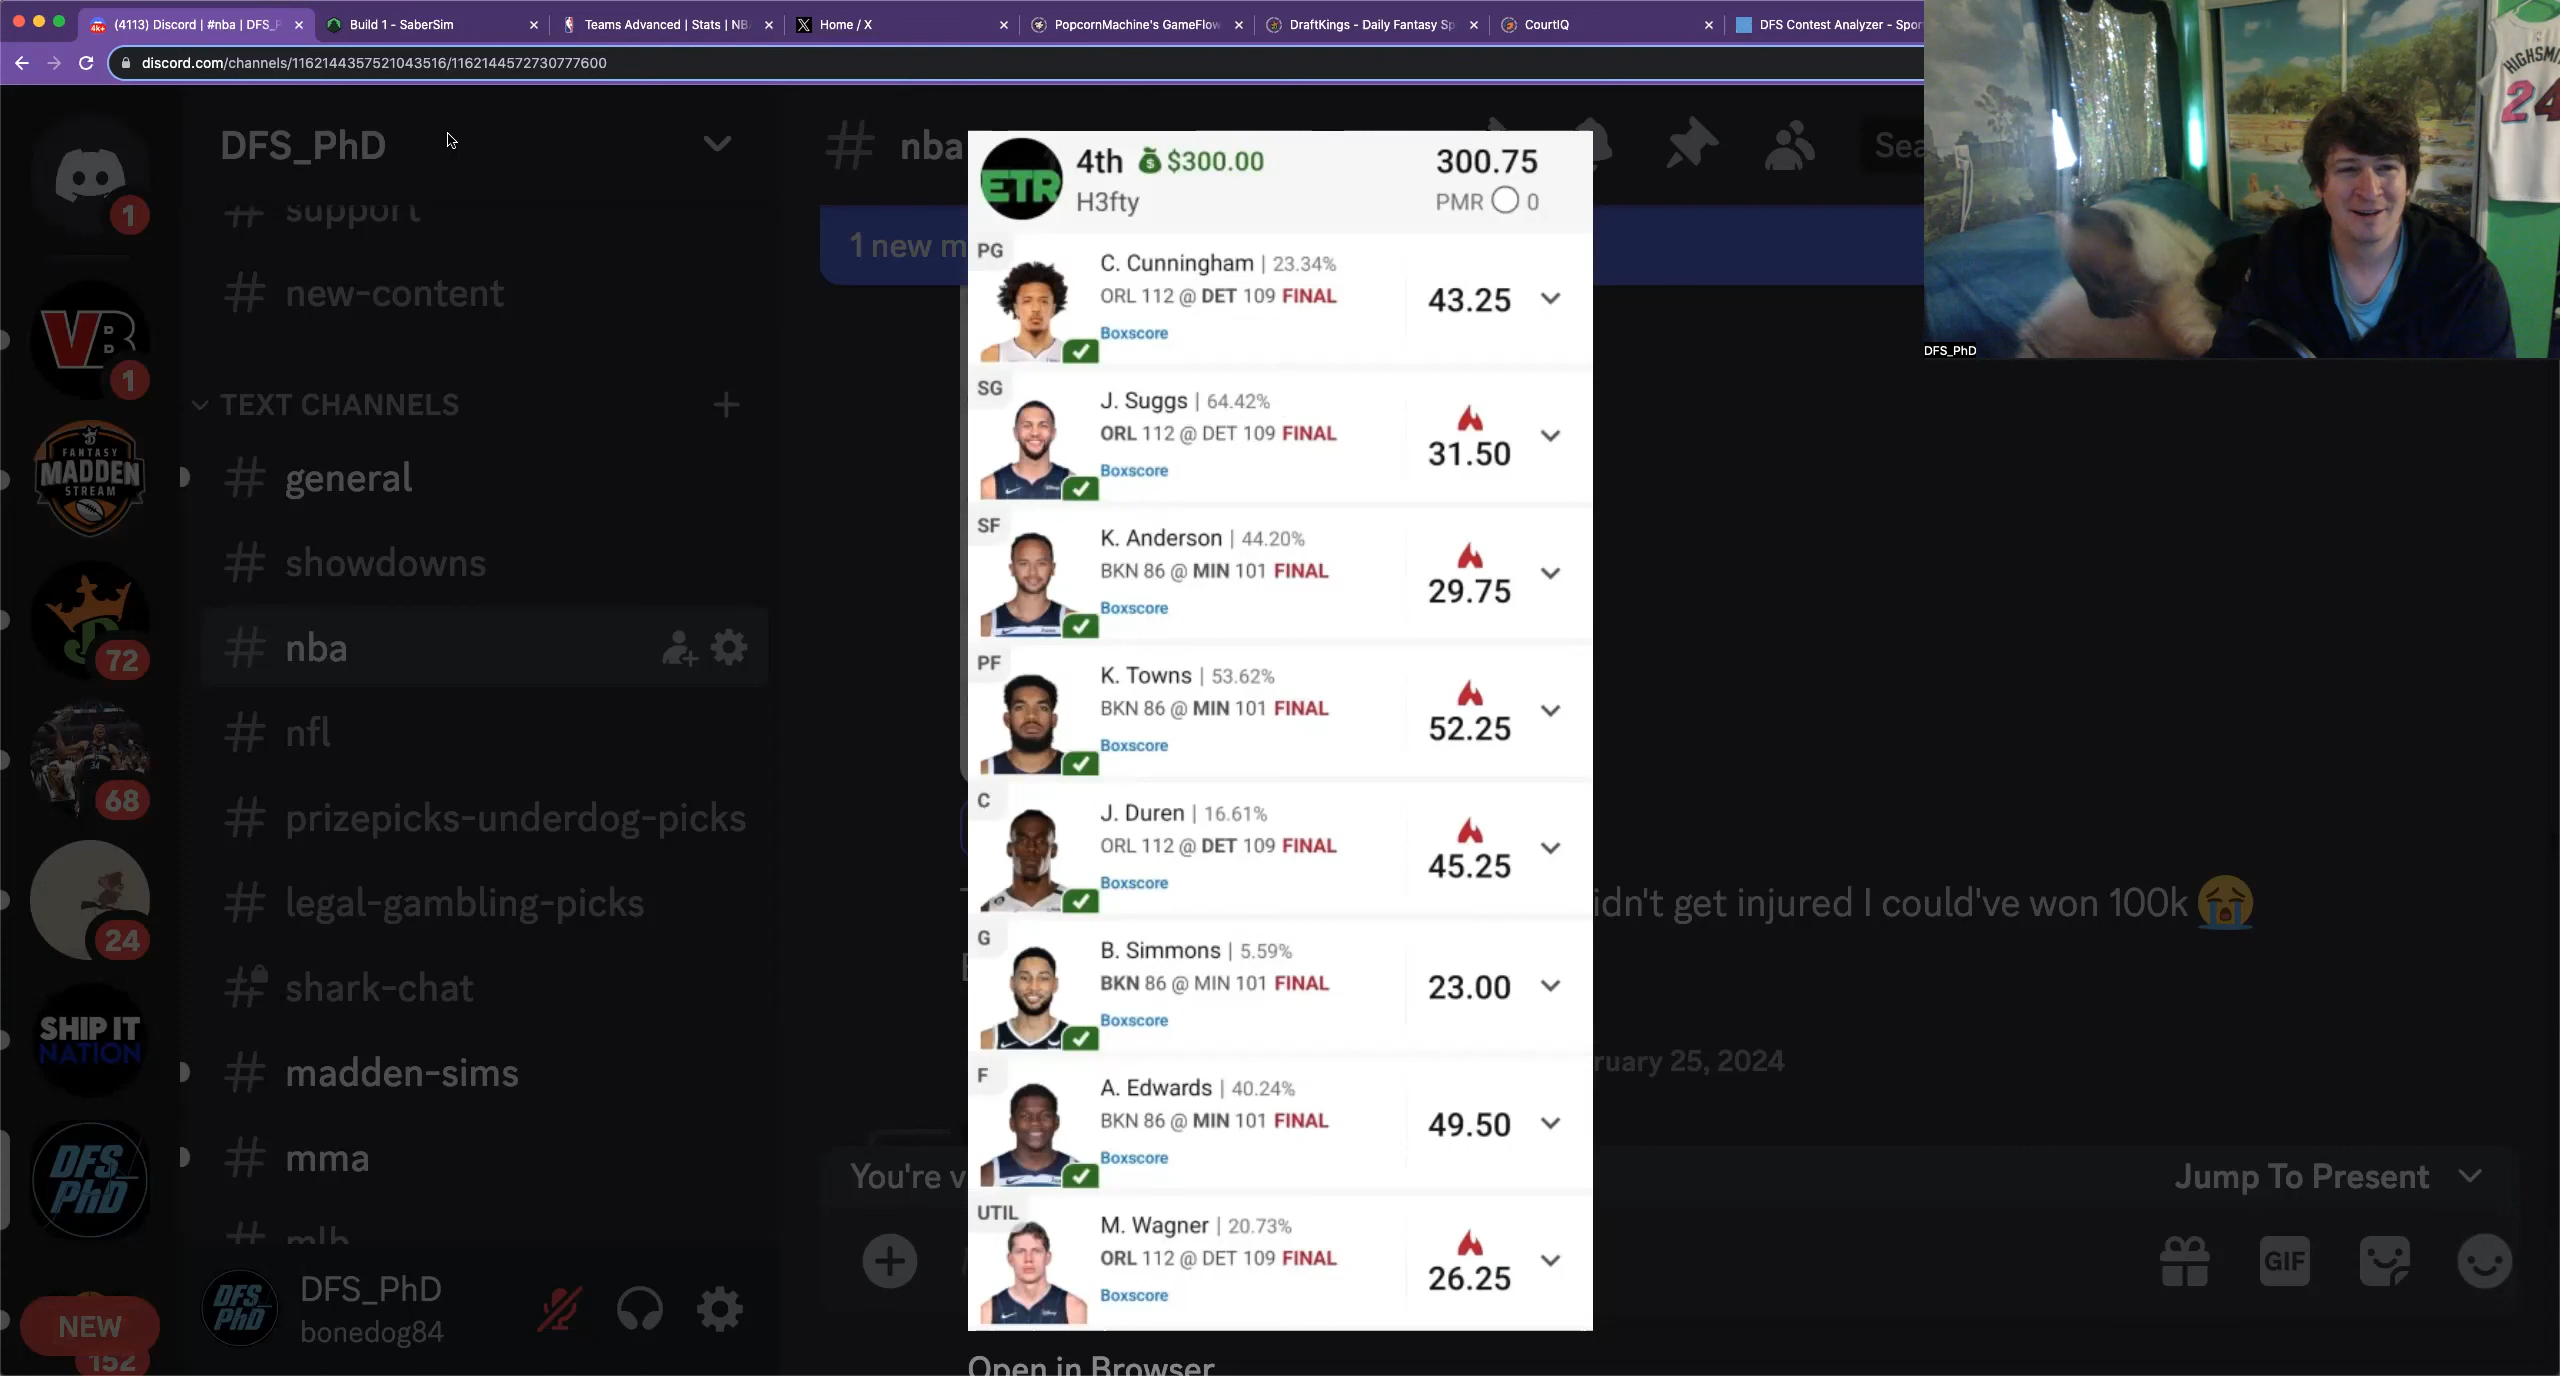 (4113) Discord | #nba | DFS_P
Build 1 - SaberSim
Teams Advanced | Stats | NB
Home / X
PopcornMachine's GameFlow
DraftKings - Daily Fantasy Sp
CourtIQ
DFS Contest Analyzer - Spor
discord.com/channels/1162144357521043516/1162144572730777600
HIGHSMI
24
DFS_PhD
DFS_PhD
nba
Sea
1
support
1 new m
new-content
1
TEXT CHANNELS
FANTASY
MADDEN
STREAM
general
showdowns
nba
72
nfl
68
prizepicks-underdog-picks
24
legal-gambling-picks
shark-chat
SHIP IT
NATION
madden-sims
DFS_
PhD
mma
mlb
DFS_
PhD
DFS_PhD
bonedog84
NEW
152
ETR
4th $300.00 300.75
H3fty PMR 0
PG
C. Cunningham | 23.34%
ORL 112 @ DET 109 FINAL
43.25
Boxscore
SG
J. Suggs | 64.42%
ORL 112 @ DET 109 FINAL
31.50
Boxscore
SF
K. Anderson | 44.20%
BKN 86 @ MIN 101 FINAL
29.75
Boxscore
PF
K. Towns | 53.62%
BKN 86 @ MIN 101 FINAL
52.25
Boxscore
C
J. Duren | 16.61%
ORL 112 @ DET 109 FINAL
45.25
Boxscore
G
B. Simmons | 5.59%
BKN 86 @ MIN 101 FINAL
23.00
Boxscore
F
A. Edwards | 40.24%
BKN 86 @ MIN 101 FINAL
49.50
Boxscore
UTIL
M. Wagner | 20.73%
ORL 112 @ DET 109 FINAL
26.25
Boxscore
Open in Browser
idn't get injured I could've won 100k 😭
ruary 25, 2024
You're v
Jump To Present
GIF